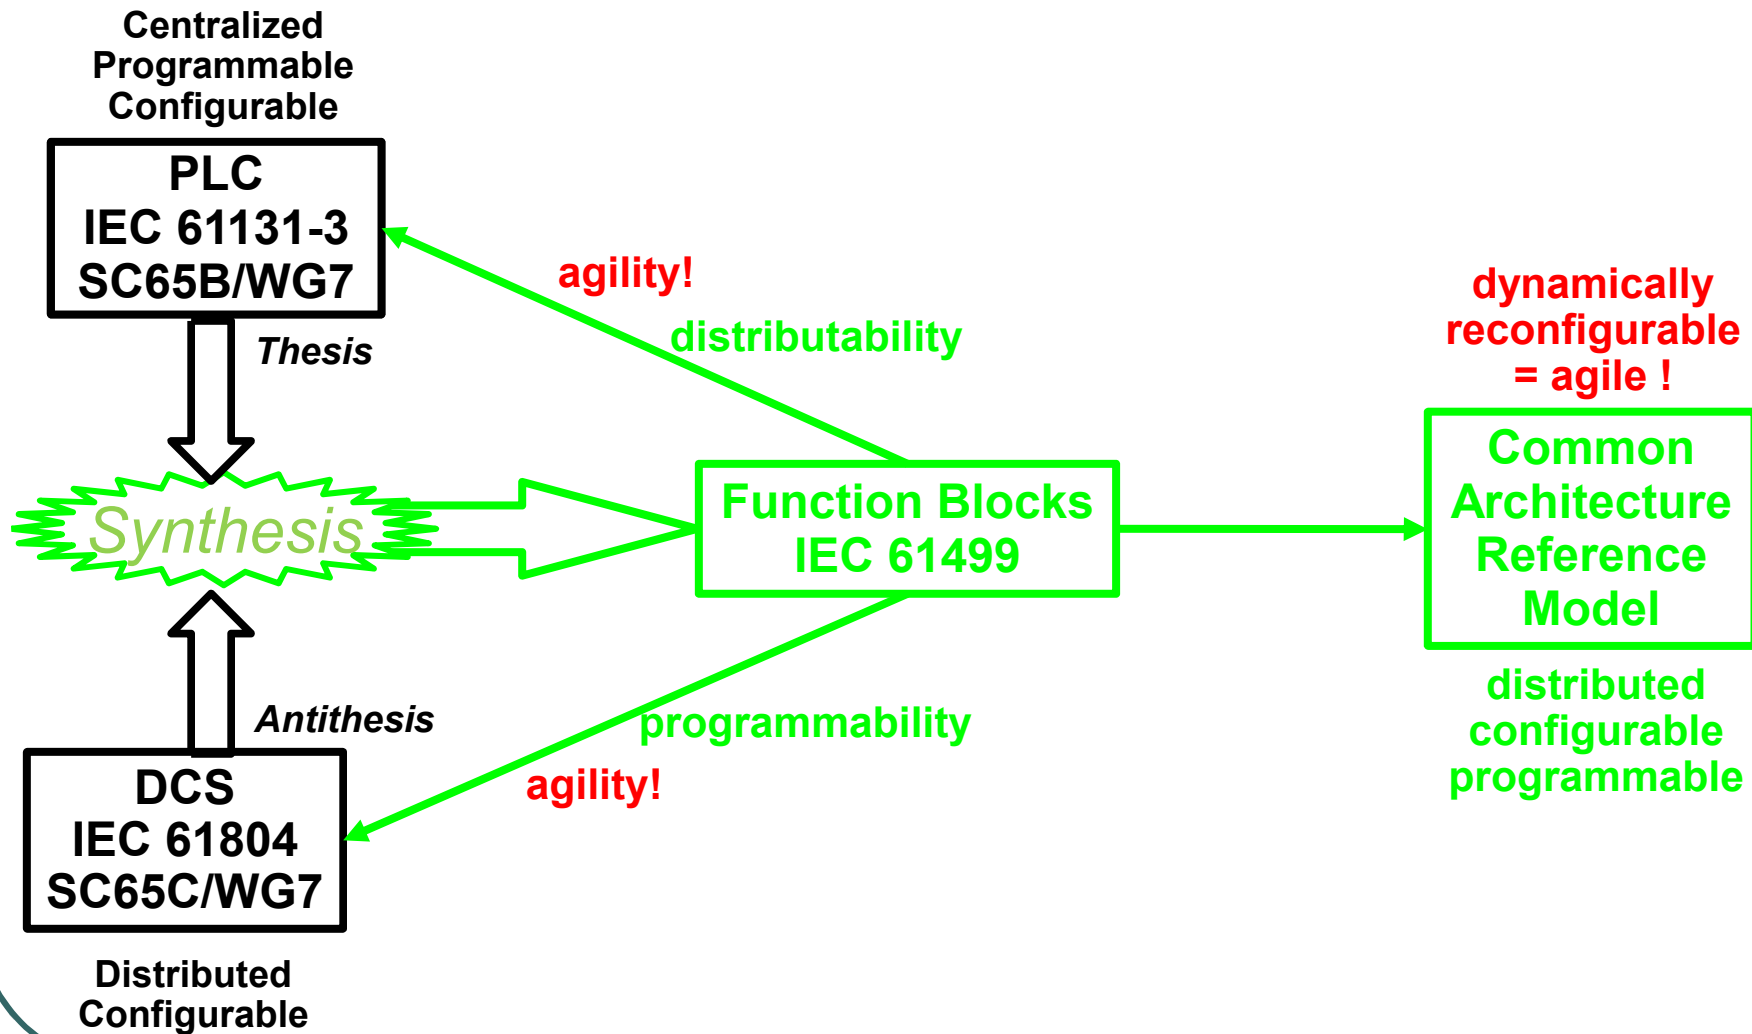 Centralized
Programmable
Configurable
PLC
IEC 61131-3
SC65B/WG7
Thesis
agility!
distributability
dynamically
reconfigurable
= agile !
Synthesis
Function Blocks
IEC 61499
Common
Architecture
Reference
Model
Antithesis
programmability
agility!
distributed
configurable
programmable
DCS
IEC 61804
SC65C/WG7
Distributed
Configurable